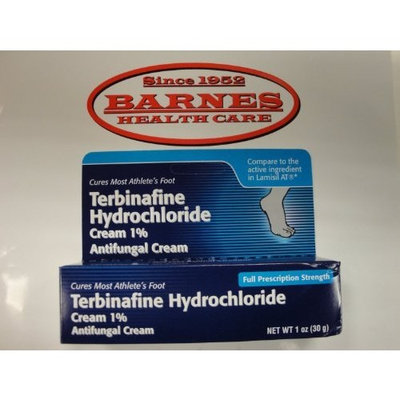 Since 1952
BARNES
HEALTH CARE
Cures Most Athlete's Foot
Terbinafine
Hydrochloride
Cream 1%
Antifungal Cream
Compare to the
active ingredient
in Lamisil AT®*
Cures Most Athlete's Foot
Full Prescription Strength
Terbinafine Hydrochloride
Cream 1%
Antifungal Cream
NET WT 1 oz (30 g)